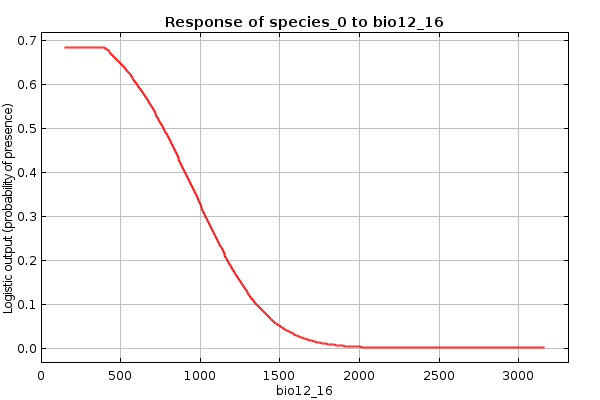 Response of species_0 to bio12_16
Logistic output (probability of presence)
0.7
0.6
0.5
0.4
0.3
0.2
0.1
0.0
0 500 1000 1500 2000 2500 3000
bio12_16